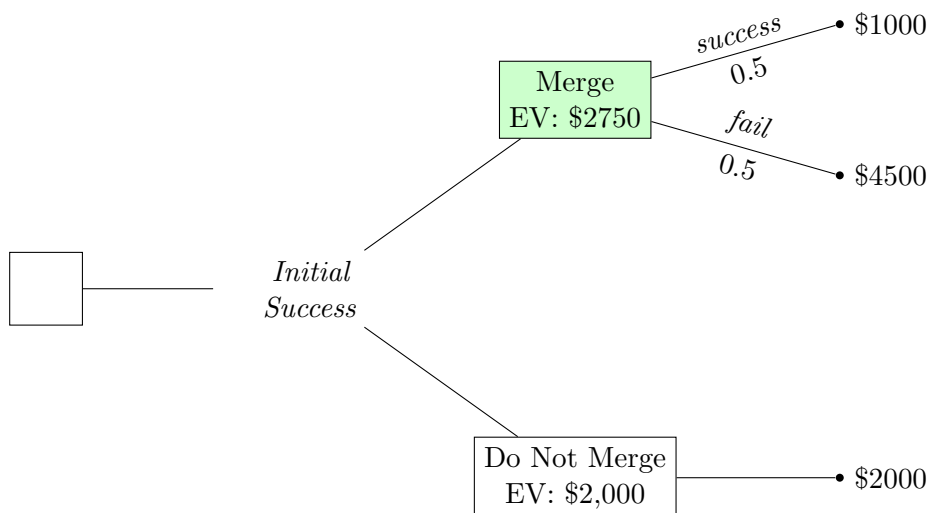 success
0.5
$1000
Merge
EV: $2750
fail
0.5
$4500
Initial
Success
Do Not Merge
EV: $2,000
$2000